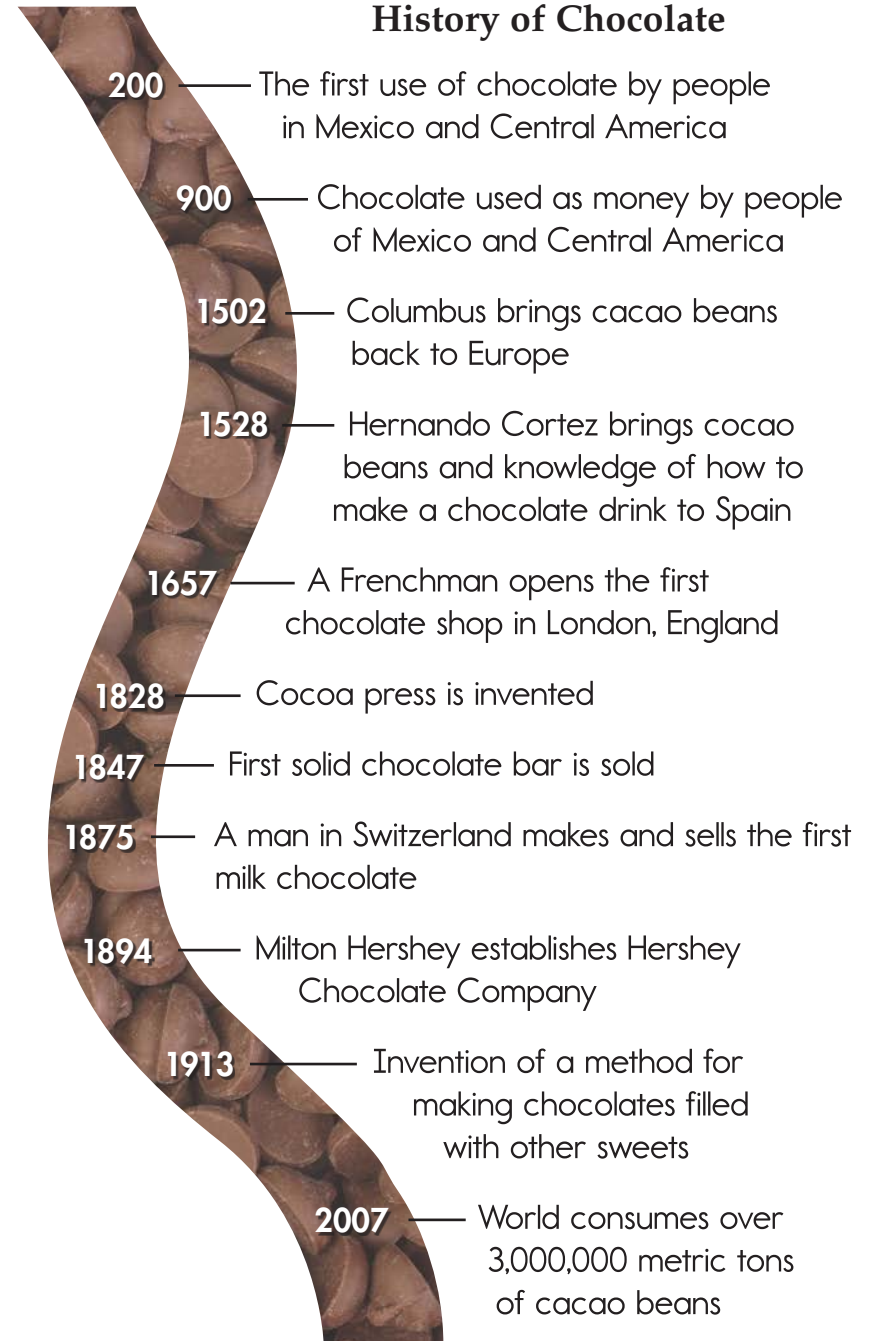 History of Chocolate
200 The first use of chocolate by people
in Mexico and Central America
900 Chocolate used as money by people
of Mexico and Central America
1502 Columbus brings cacao beans
back to Europe
1528 Hernando Cortez brings cocao
beans and knowledge of how to
make a chocolate drink to Spain
1657 A Frenchman opens the first
chocolate shop in London, England
1828 Cocoa press is invented
1847 First solid chocolate bar is sold
1875 A man in Switzerland makes and sells the first
milk chocolate
1894 Milton Hershey establishes Hershey
Chocolate Company
1913 Invention of a method for
making chocolates filled
with other sweets
2007 World consumes over
3,000,000 metric tons
of cacao beans